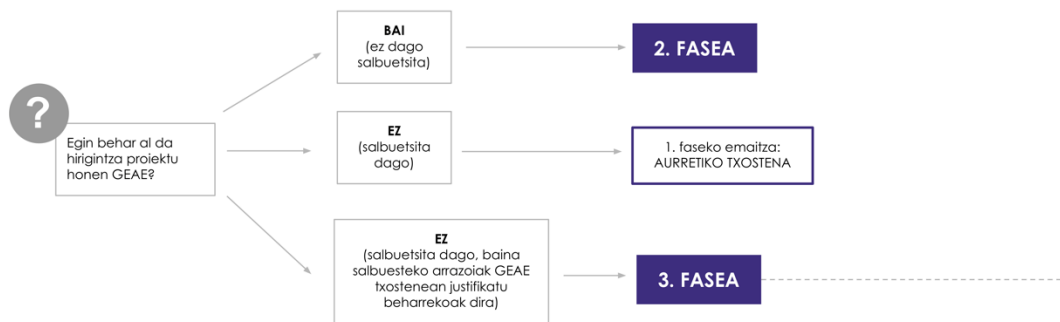 ?
Egin behar al da
hirigintza proiektu
honen GEAE?
BAI
(ez dago
salbuetsita)
2. FASEA
EZ
(salbuetsita
dago)
1. faseko emaitza:
AURRETIKO TXOSTENA
EZ
(salbuetsita dago, baina
salbuesteko arrazoiak GEAE
txostenean justifikatu
beharrekoak dira)
3. FASEA